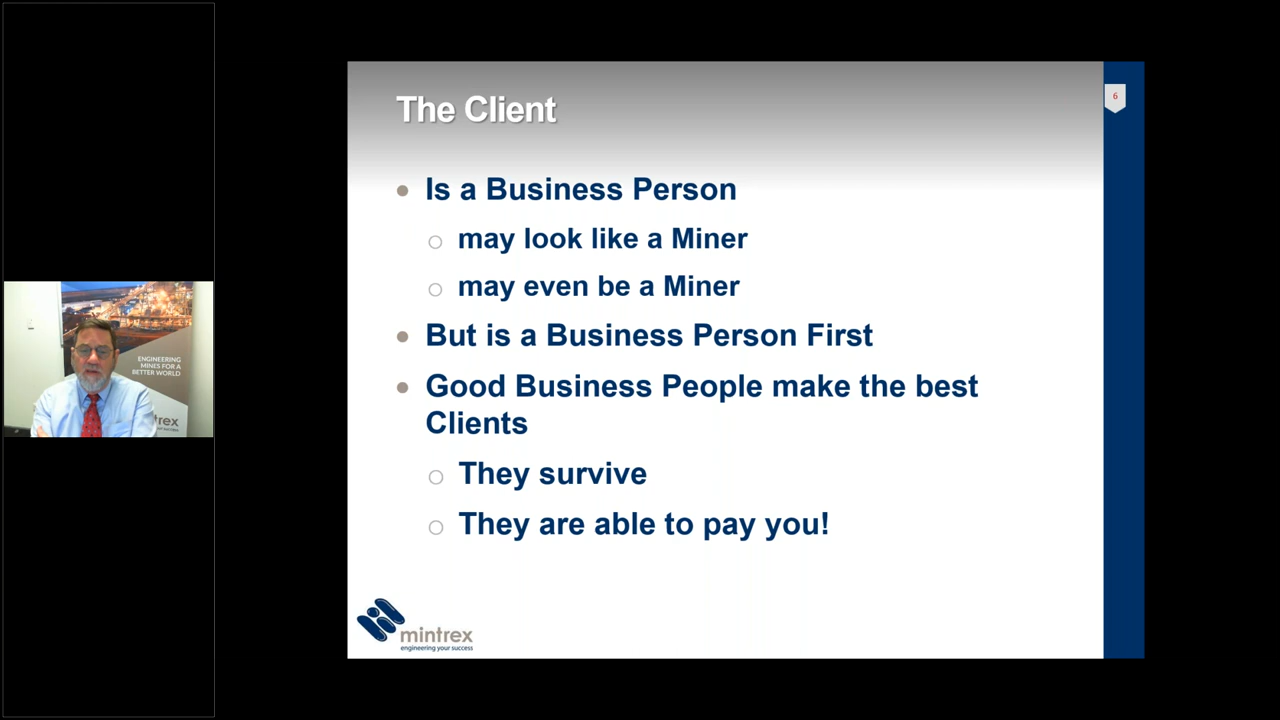 The Client
6
Is a Business Person
may look like a Miner
may even be a Miner
But is a Business Person First
Good Business People make the best
Clients
They survive
They are able to pay you!
mintrex
engineering your success
ENGINEERING
MINES FOR A
BETTER WORLD
trex